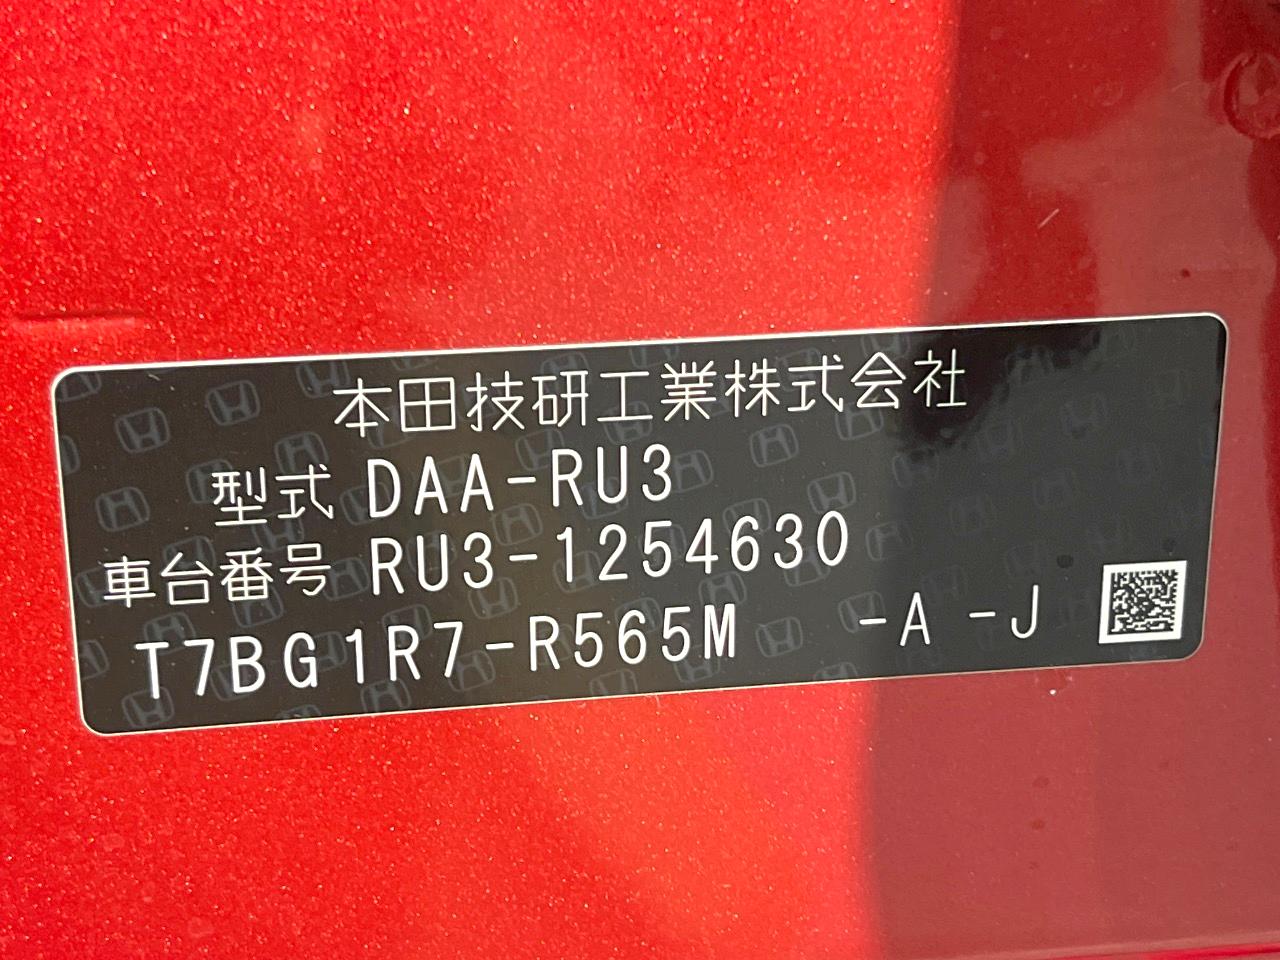 本田技研工業株式会社
型式 DAA-RU3
車台番号 RU3-1254630
T7BG1R7-R565M -A -J